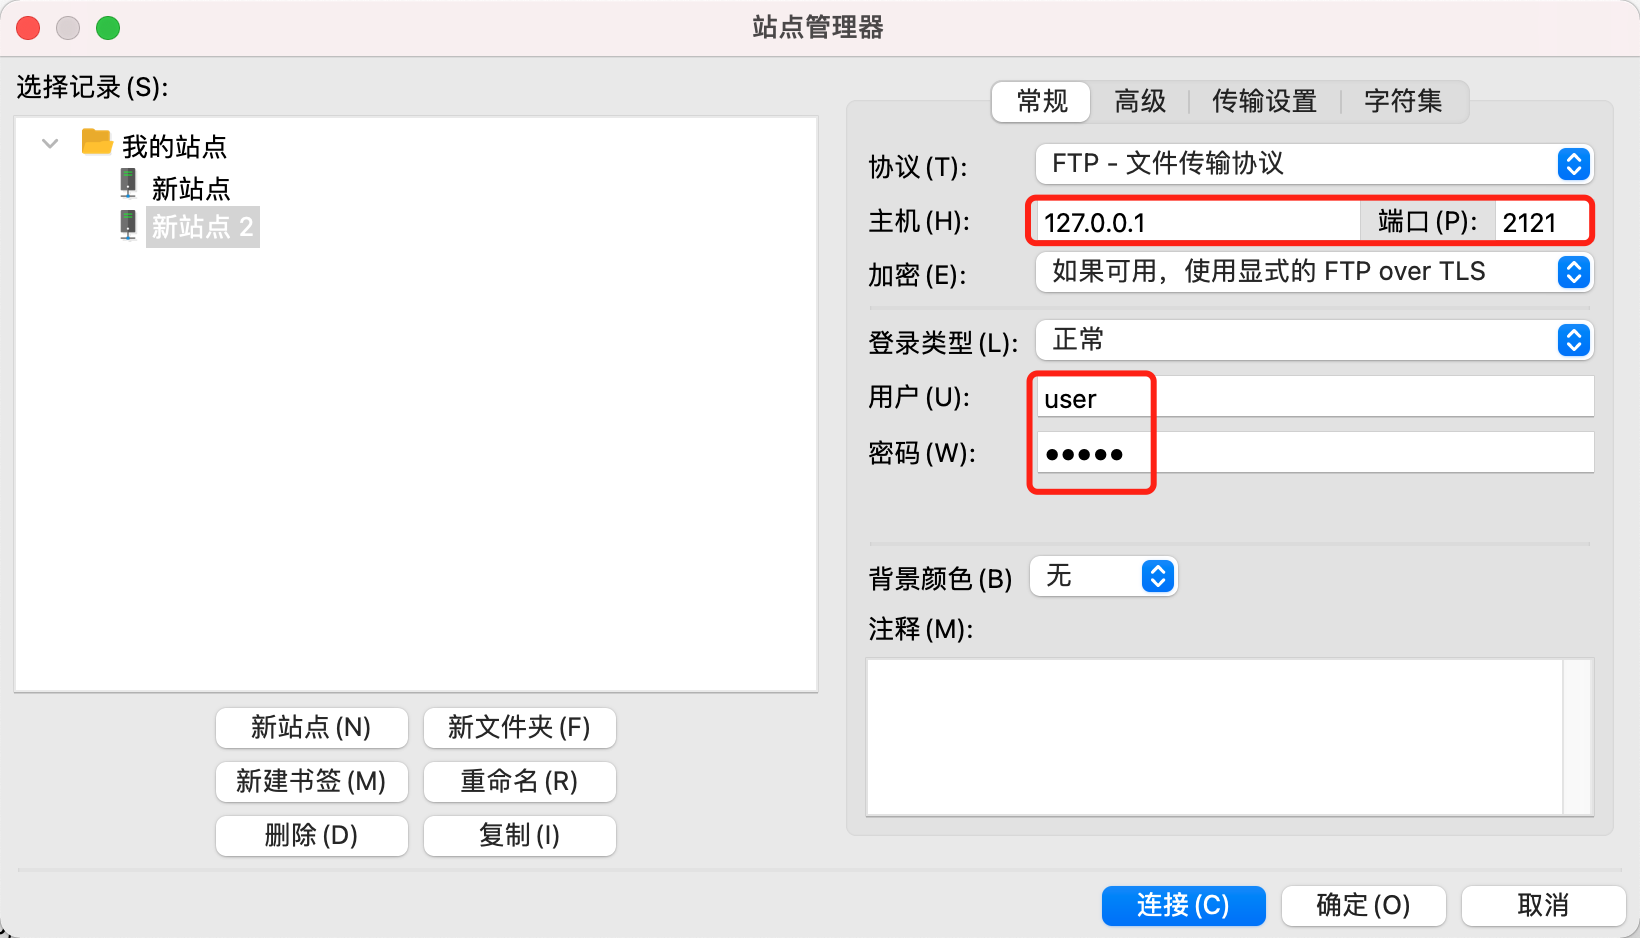 站点管理器
选择记录(S):
我的站点
新站点
新站点 2
新站点(N)
新文件夹(F)
新建书签(M)
重命名(R)
删除(D)
复制(I)
常规
高级
传输设置
字符集
协议(T): FTP - 文件传输协议
主机(H): 127.0.0.1 端口(P): 2121
加密(E): 如果可用，使用显式的 FTP over TLS
登录类型(L): 正常
用户(U): user
密码(W): ●●●●●
背景颜色(B) 无
注释(M):
连接(C)
确定(O)
取消